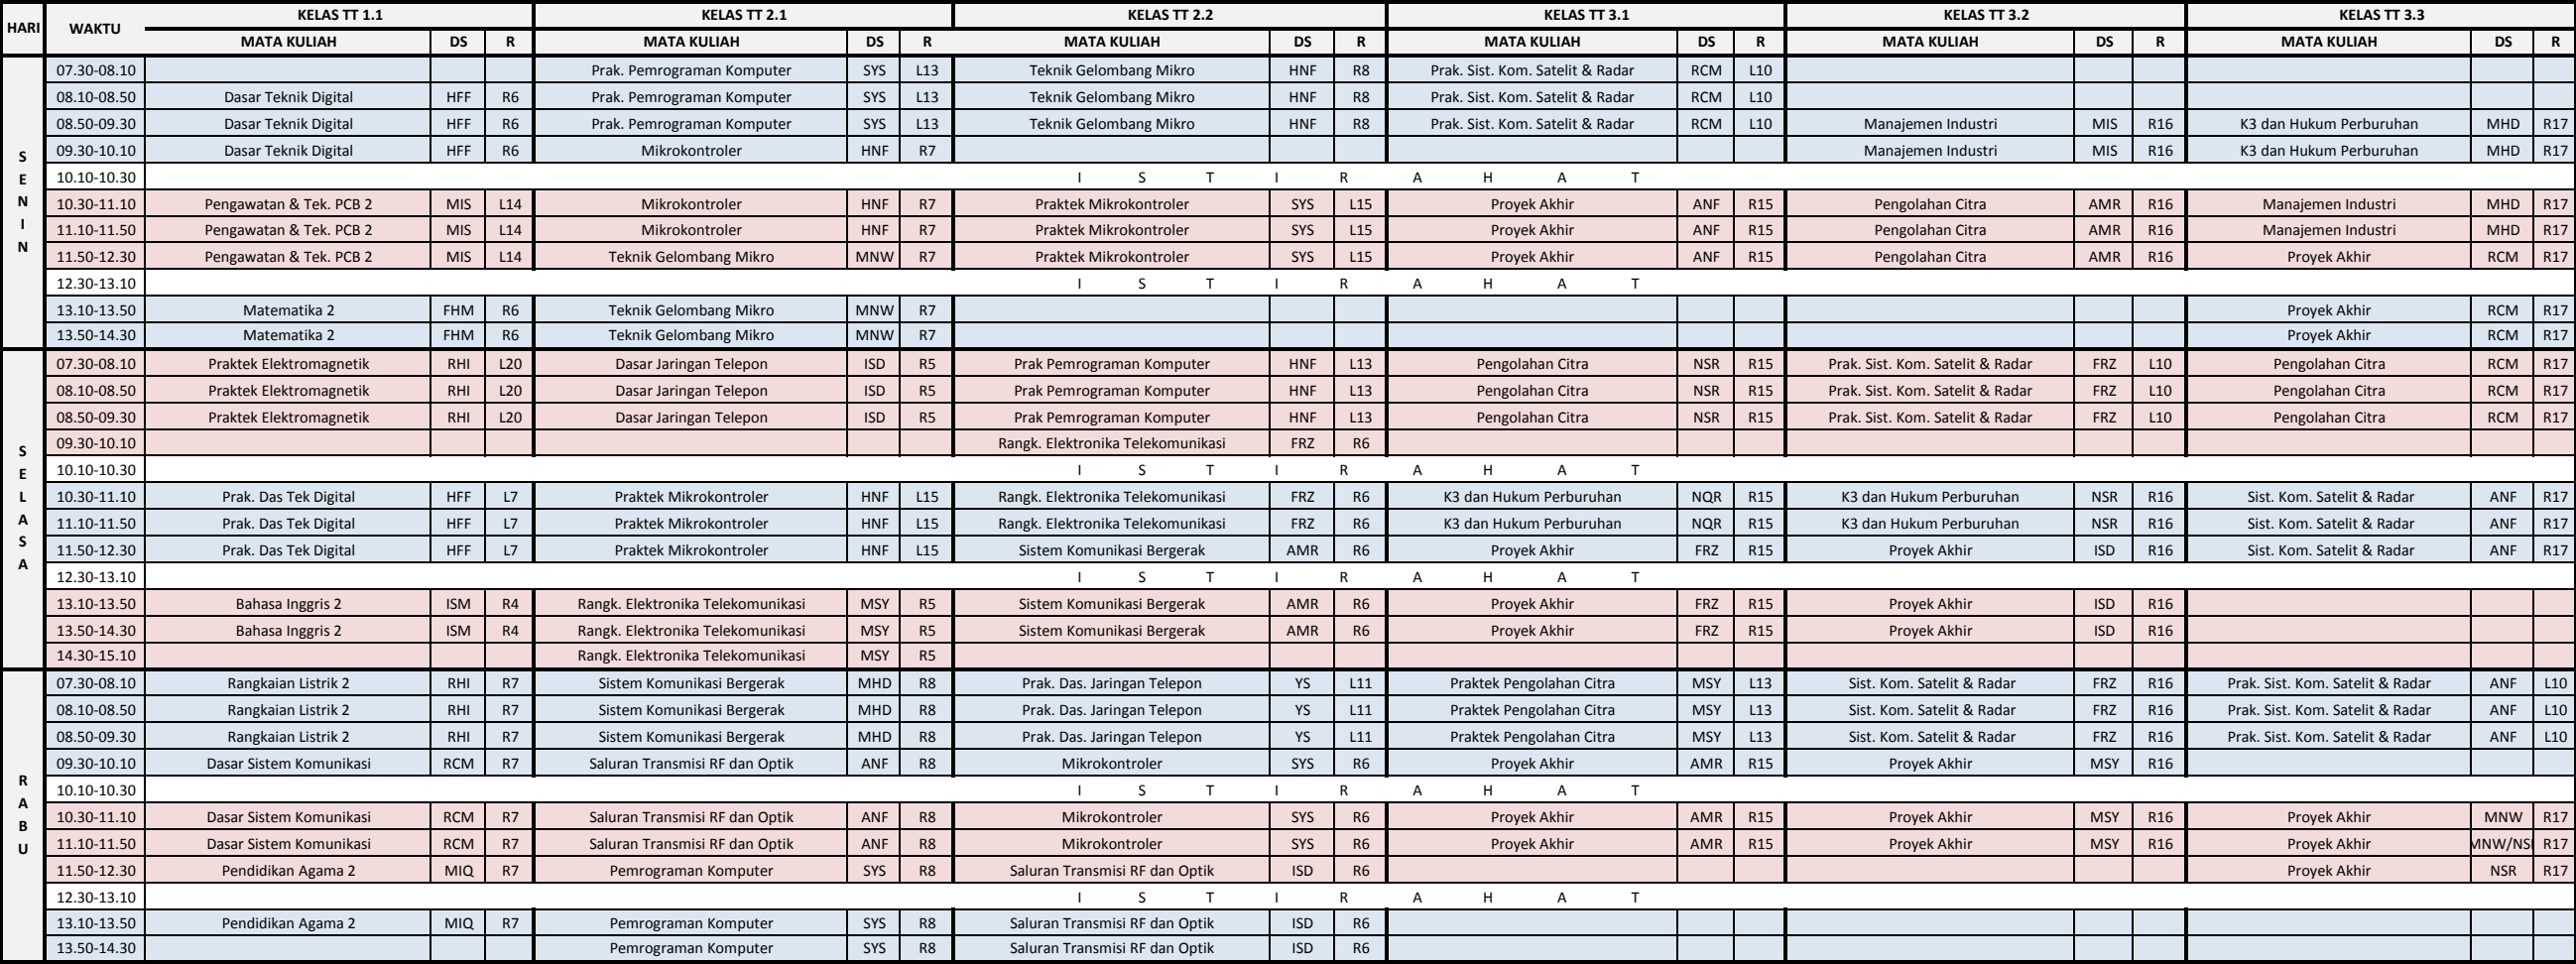 HARI WAKTU KELAS TT 1.1 KELAS TT 2.1 KELAS TT 2.2 KELAS TT 3.1 KELAS TT 3.2 KELAS TT 3.3
MATA KULIAH DS R MATA KULIAH DS R MATA KULIAH DS R MATA KULIAH DS R MATA KULIAH DS R MATA KULIAH DS R
SENIN
07.30-08.10 Prak. Pemrograman Komputer SYS L13 Teknik Gelombang Mikro HNF R8 Prak. Sist. Kom. Satelit & Radar RCM L10
08.10-08.50 Dasar Teknik Digital HFF R6 Prak. Pemrograman Komputer SYS L13 Teknik Gelombang Mikro HNF R8 Prak. Sist. Kom. Satelit & Radar RCM L10
08.50-09.30 Dasar Teknik Digital HFF R6 Prak. Pemrograman Komputer SYS L13 Teknik Gelombang Mikro HNF R8 Prak. Sist. Kom. Satelit & Radar RCM L10 Manajemen Industri MIS R16 K3 dan Hukum Perburuhan MHD R17
09.30-10.10 Dasar Teknik Digital HFF R6 Mikrokontroler HNF R7 Manajemen Industri MIS R16 K3 dan Hukum Perburuhan MHD R17
10.10-10.30 I S T I R A H A T
10.30-11.10 Pengawatan & Tek. PCB 2 MIS L14 Mikrokontroler HNF R7 Praktek Mikrokontroler SYS L15 Proyek Akhir ANF R15 Pengolahan Citra AMR R16 Manajemen Industri MHD R17
11.10-11.50 Pengawatan & Tek. PCB 2 MIS L14 Mikrokontroler HNF R7 Praktek Mikrokontroler SYS L15 Proyek Akhir ANF R15 Pengolahan Citra AMR R16 Manajemen Industri MHD R17
11.50-12.30 Pengawatan & Tek. PCB 2 MIS L14 Teknik Gelombang Mikro MNW R7 Praktek Mikrokontroler SYS L15 Proyek Akhir ANF R15 Pengolahan Citra AMR R16 Proyek Akhir RCM R17
12.30-13.10 I S T I R A H A T
13.10-13.50 Matematika 2 FHM R6 Teknik Gelombang Mikro MNW R7 Proyek Akhir RCM R17
13.50-14.30 Matematika 2 FHM R6 Teknik Gelombang Mikro MNW R7 Proyek Akhir RCM R17
SELASA
07.30-08.10 Praktek Elektromagnetik RHI L20 Dasar Jaringan Telepon ISD R5 Prak Pemrograman Komputer HNF L13 Pengolahan Citra NSR R15 Prak. Sist. Kom. Satelit & Radar FRZ L10 Pengolahan Citra RCM R17
08.10-08.50 Praktek Elektromagnetik RHI L20 Dasar Jaringan Telepon ISD R5 Prak Pemrograman Komputer HNF L13 Pengolahan Citra NSR R15 Prak. Sist. Kom. Satelit & Radar FRZ L10 Pengolahan Citra RCM R17
08.50-09.30 Praktek Elektromagnetik RHI L20 Dasar Jaringan Telepon ISD R5 Prak Pemrograman Komputer HNF L13 Pengolahan Citra NSR R15 Prak. Sist. Kom. Satelit & Radar FRZ L10 Pengolahan Citra RCM R17
09.30-10.10 Rangk. Elektronika Telekomunikasi FRZ R6
10.10-10.30 I S T I R A H A T
10.30-11.10 Prak. Das Tek Digital HFF L7 Praktek Mikrokontroler HNF L15 Rangk. Elektronika Telekomunikasi FRZ R6 K3 dan Hukum Perburuhan NQR R15 K3 dan Hukum Perburuhan NSR R16 Sist. Kom. Satelit & Radar ANF R17
11.10-11.50 Prak. Das Tek Digital HFF L7 Praktek Mikrokontroler HNF L15 Rangk. Elektronika Telekomunikasi FRZ R6 K3 dan Hukum Perburuhan NQR R15 K3 dan Hukum Perburuhan NSR R16 Sist. Kom. Satelit & Radar ANF R17
11.50-12.30 Prak. Das Tek Digital HFF L7 Praktek Mikrokontroler HNF L15 Sistem Komunikasi Bergerak AMR R6 Proyek Akhir FRZ R15 Proyek Akhir ISD R16 Sist. Kom. Satelit & Radar ANF R17
12.30-13.10 I S T I R A H A T
13.10-13.50 Bahasa Inggris 2 ISM R4 Rangk. Elektronika Telekomunikasi MSY R5 Sistem Komunikasi Bergerak AMR R6 Proyek Akhir FRZ R15 Proyek Akhir ISD R16
13.50-14.30 Bahasa Inggris 2 ISM R4 Rangk. Elektronika Telekomunikasi MSY R5 Sistem Komunikasi Bergerak AMR R6 Proyek Akhir FRZ R15 Proyek Akhir ISD R16
14.30-15.10 Rangk. Elektronika Telekomunikasi MSY R5
RABU
07.30-08.10 Rangkaian Listrik 2 RHI R7 Sistem Komunikasi Bergerak MHD R8 Prak. Das. Jaringan Telepon YS L11 Praktek Pengolahan Citra MSY L13 Sist. Kom. Satelit & Radar FRZ R16 Prak. Sist. Kom. Satelit & Radar ANF L10
08.10-08.50 Rangkaian Listrik 2 RHI R7 Sistem Komunikasi Bergerak MHD R8 Prak. Das. Jaringan Telepon YS L11 Praktek Pengolahan Citra MSY L13 Sist. Kom. Satelit & Radar FRZ R16 Prak. Sist. Kom. Satelit & Radar ANF L10
08.50-09.30 Rangkaian Listrik 2 RHI R7 Sistem Komunikasi Bergerak MHD R8 Prak. Das. Jaringan Telepon YS L11 Praktek Pengolahan Citra MSY L13 Sist. Kom. Satelit & Radar FRZ R16 Prak. Sist. Kom. Satelit & Radar ANF L10
09.30-10.10 Dasar Sistem Komunikasi RCM R7 Saluran Transmisi RF dan Optik ANF R8 Mikrokontroler SYS R6 Proyek Akhir AMR R15 Proyek Akhir MSY R16
10.10-10.30 I S T I R A H A T
10.30-11.10 Dasar Sistem Komunikasi RCM R7 Saluran Transmisi RF dan Optik ANF R8 Mikrokontroler SYS R6 Proyek Akhir AMR R15 Proyek Akhir MSY R16 Proyek Akhir MNW R17
11.10-11.50 Dasar Sistem Komunikasi RCM R7 Saluran Transmisi RF dan Optik ANF R8 Mikrokontroler SYS R6 Proyek Akhir AMR R15 Proyek Akhir MSY R16 Proyek Akhir R17
11.50-12.30 Pendidikan Agama 2 MIQ R7 Pemrograman Komputer SYS R8 Saluran Transmisi RF dan Optik ISD R6 Proyek Akhir NSR R17
12.30-13.10 I S T I R A H A T
13.10-13.50 Pendidikan Agama 2 MIQ R7 Pemrograman Komputer SYS R8 Saluran Transmisi RF dan Optik ISD R6
13.50-14.30 Pemrograman Komputer SYS R8 Saluran Transmisi RF dan Optik ISD R6